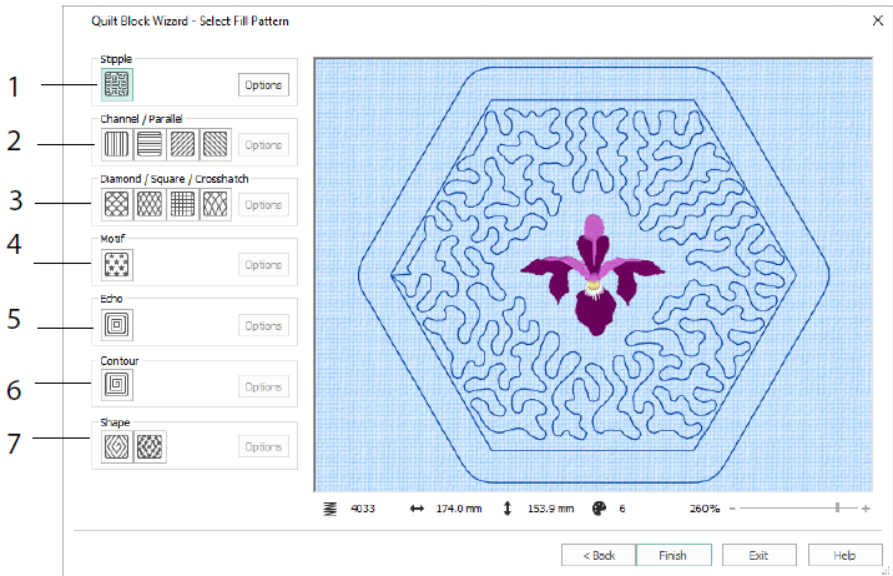 Quilt Block Wizard - Select Fill Pattern
1
Stipple
Options
2
Channel / Parallel
Options
3
Diamond / Square / Crosshatch
Options
4
Motif
Options
5
Echo
Options
6
Contour
Options
7
Shape
Options
4033 174.0 mm 153.9 mm 6 260% - +
< Back Finish Exit Help